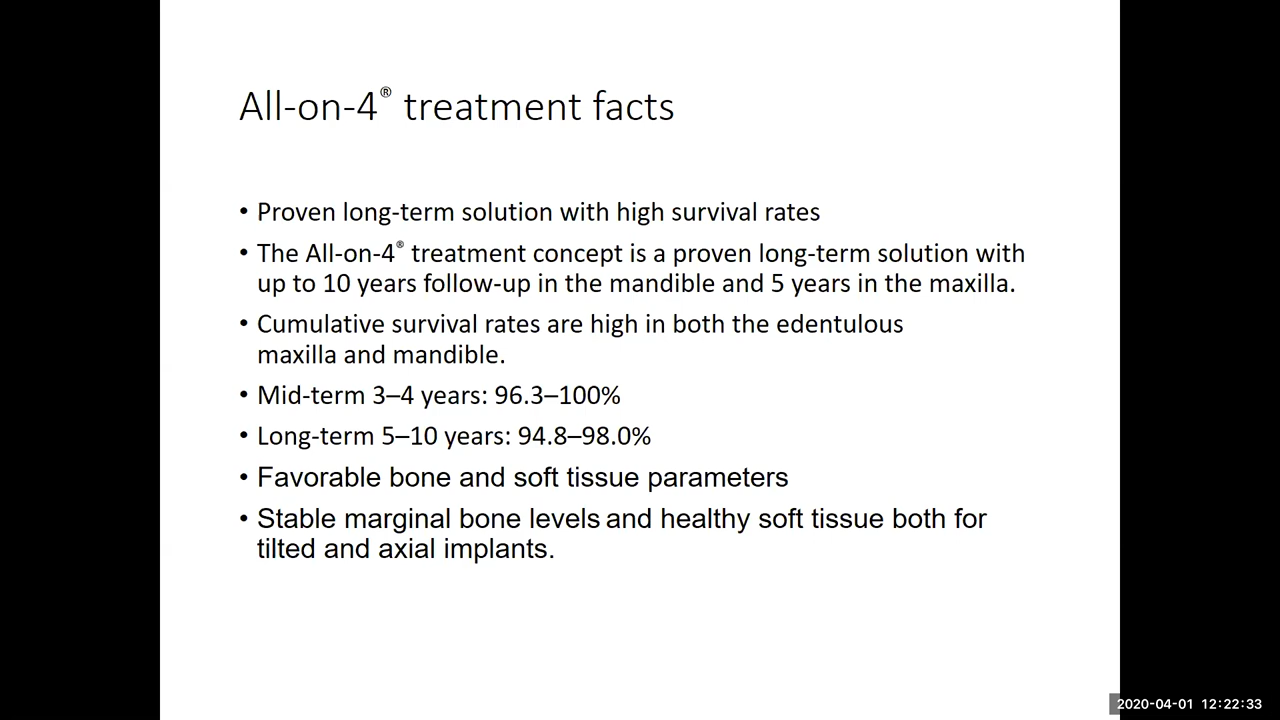 All-on-4® treatment facts
• Proven long-term solution with high survival rates
• The All-on-4® treatment concept is a proven long-term solution with
up to 10 years follow-up in the mandible and 5 years in the maxilla.
• Cumulative survival rates are high in both the edentulous
maxilla and mandible.
• Mid-term 3–4 years: 96.3–100%
• Long-term 5–10 years: 94.8–98.0%
• Favorable bone and soft tissue parameters
• Stable marginal bone levels and healthy soft tissue both for
tilted and axial implants.
2020-04-01 12:22:33